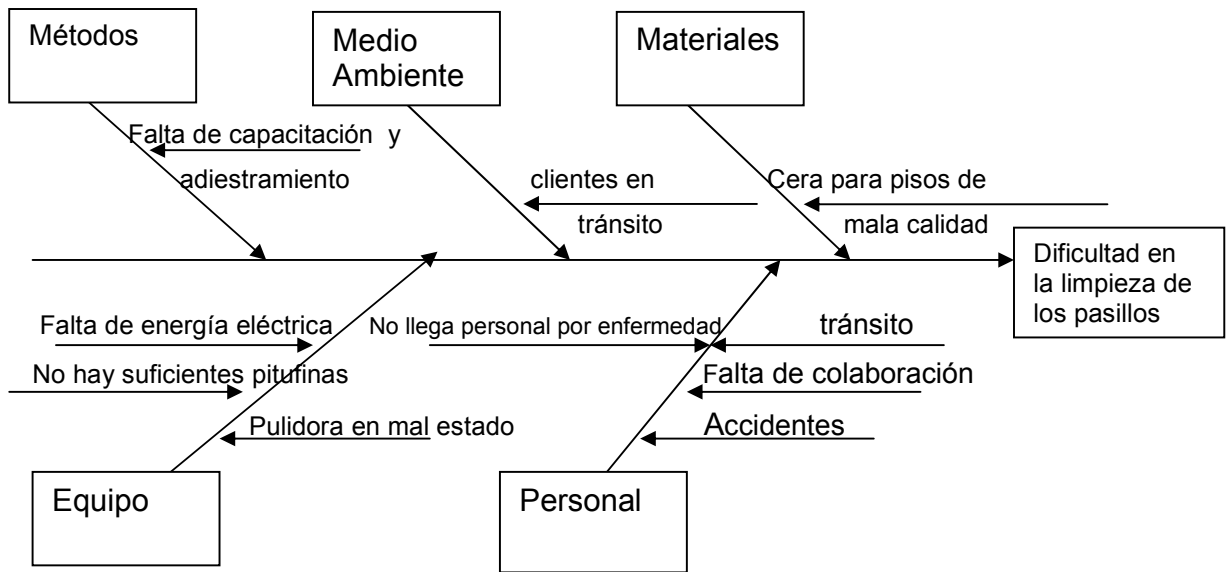 Métodos
Medio
Ambiente
Materiales
Falta de capacitación y
adiestramiento
clientes en
tránsito
Cera para pisos de
mala calidad
Dificultad en
la limpieza de
los pasillos
Falta de energía eléctrica
No hay suficientes pitufinas
Pulidora en mal estado
No llega personal por enfermedad
tránsito
Falta de colaboración
Accidentes
Equipo
Personal